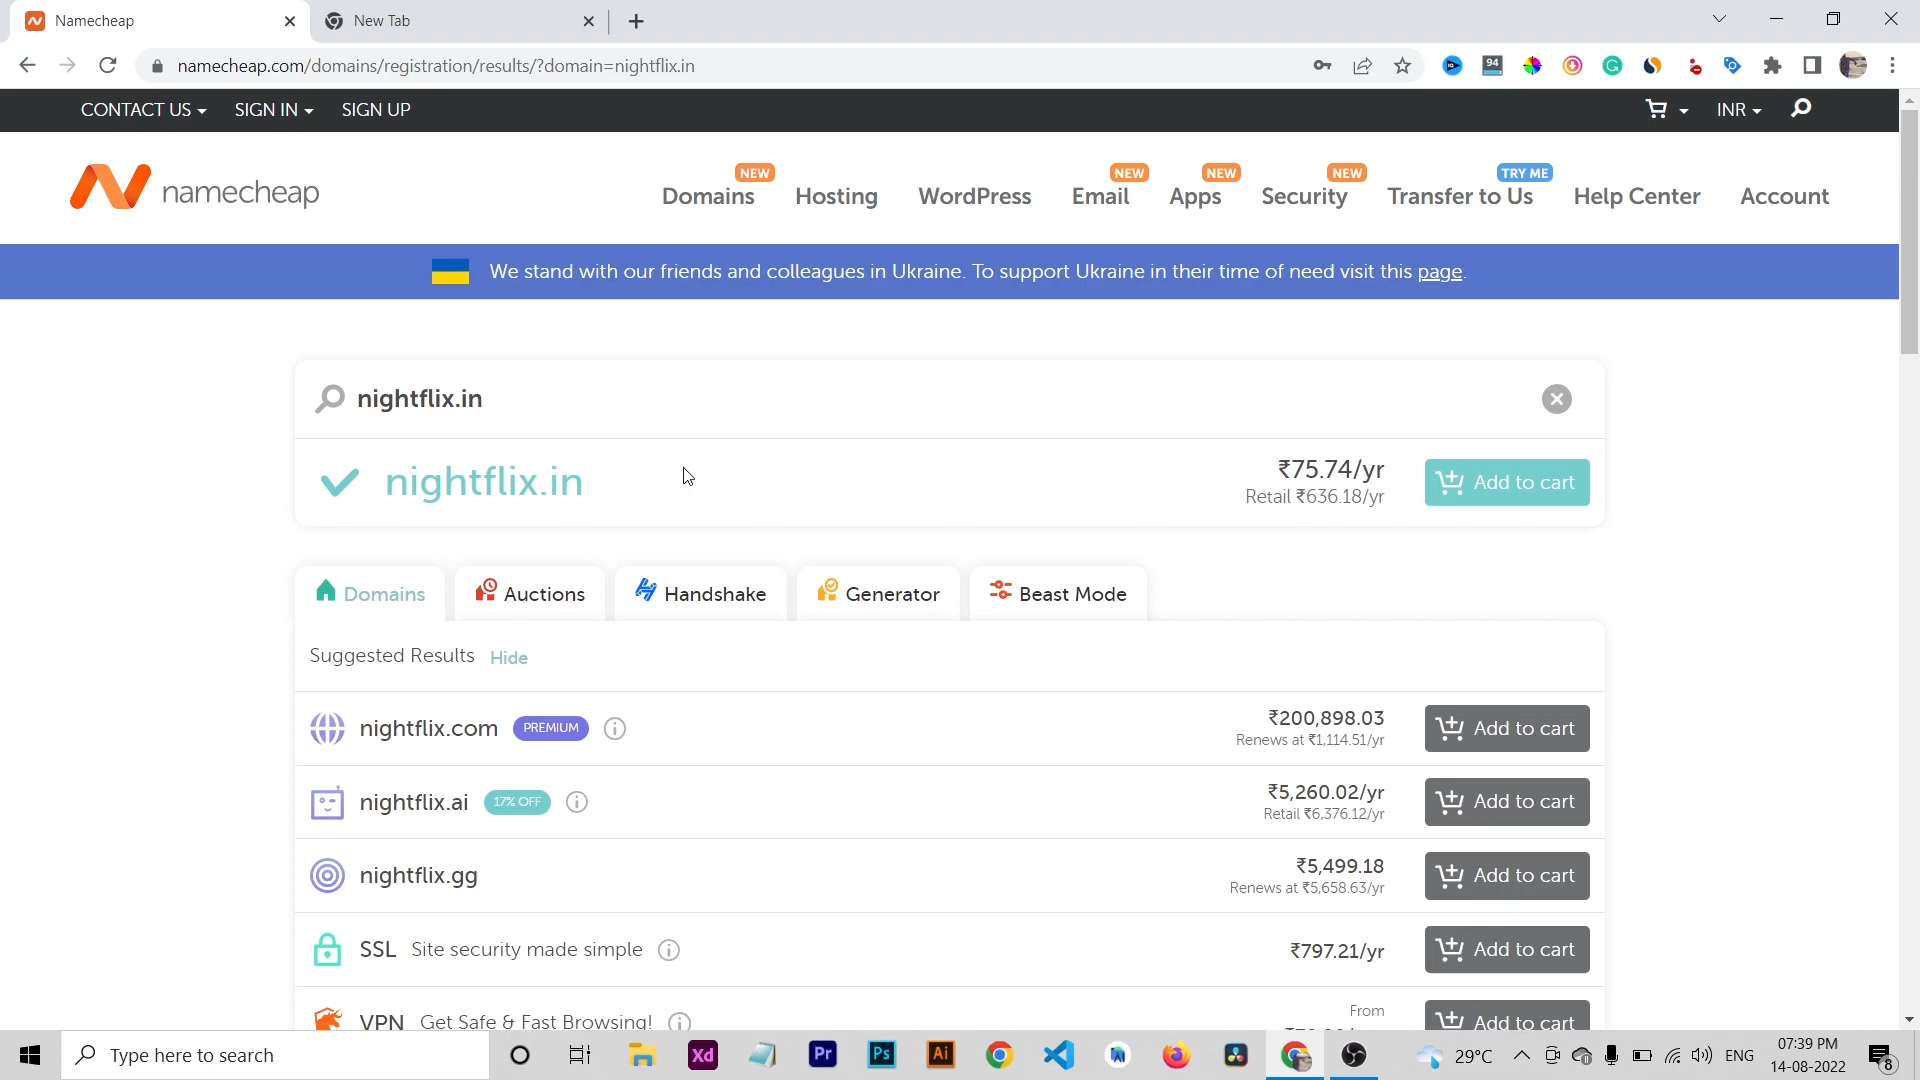 Namecheap
New Tab
namecheap.com/domains/registration/results/?domain=nightflix.in
94
CONTACT US
SIGN IN
SIGN UP
INR
namecheap
Domains NEW
Hosting
WordPress
Email NEW
Apps NEW
Security NEW
Transfer to Us TRY ME
Help Center
Account
We stand with our friends and colleagues in Ukraine. To support Ukraine in their time of need visit this page.
nightflix.in
nightflix.in
₹75.74/yr
Retail ₹636.18/yr
Add to cart
Domains
Auctions
Handshake
Generator
Beast Mode
Suggested Results Hide
nightflix.com PREMIUM
₹200,898.03
Renews at ₹1,114.51/yr
Add to cart
nightflix.ai 17% OFF
₹5,260.02/yr
Retail ₹6,376.12/yr
Add to cart
nightflix.gg
₹5,499.18
Renews at ₹5,658.63/yr
Add to cart
SSL Site security made simple
₹797.21/yr
Add to cart
VPN Get Safe & Fast Browsing!
From
Add to cart
Type here to search
Xd
Pr
Ps
Ai
29°C
ENG
07:39 PM
14-08-2022
8